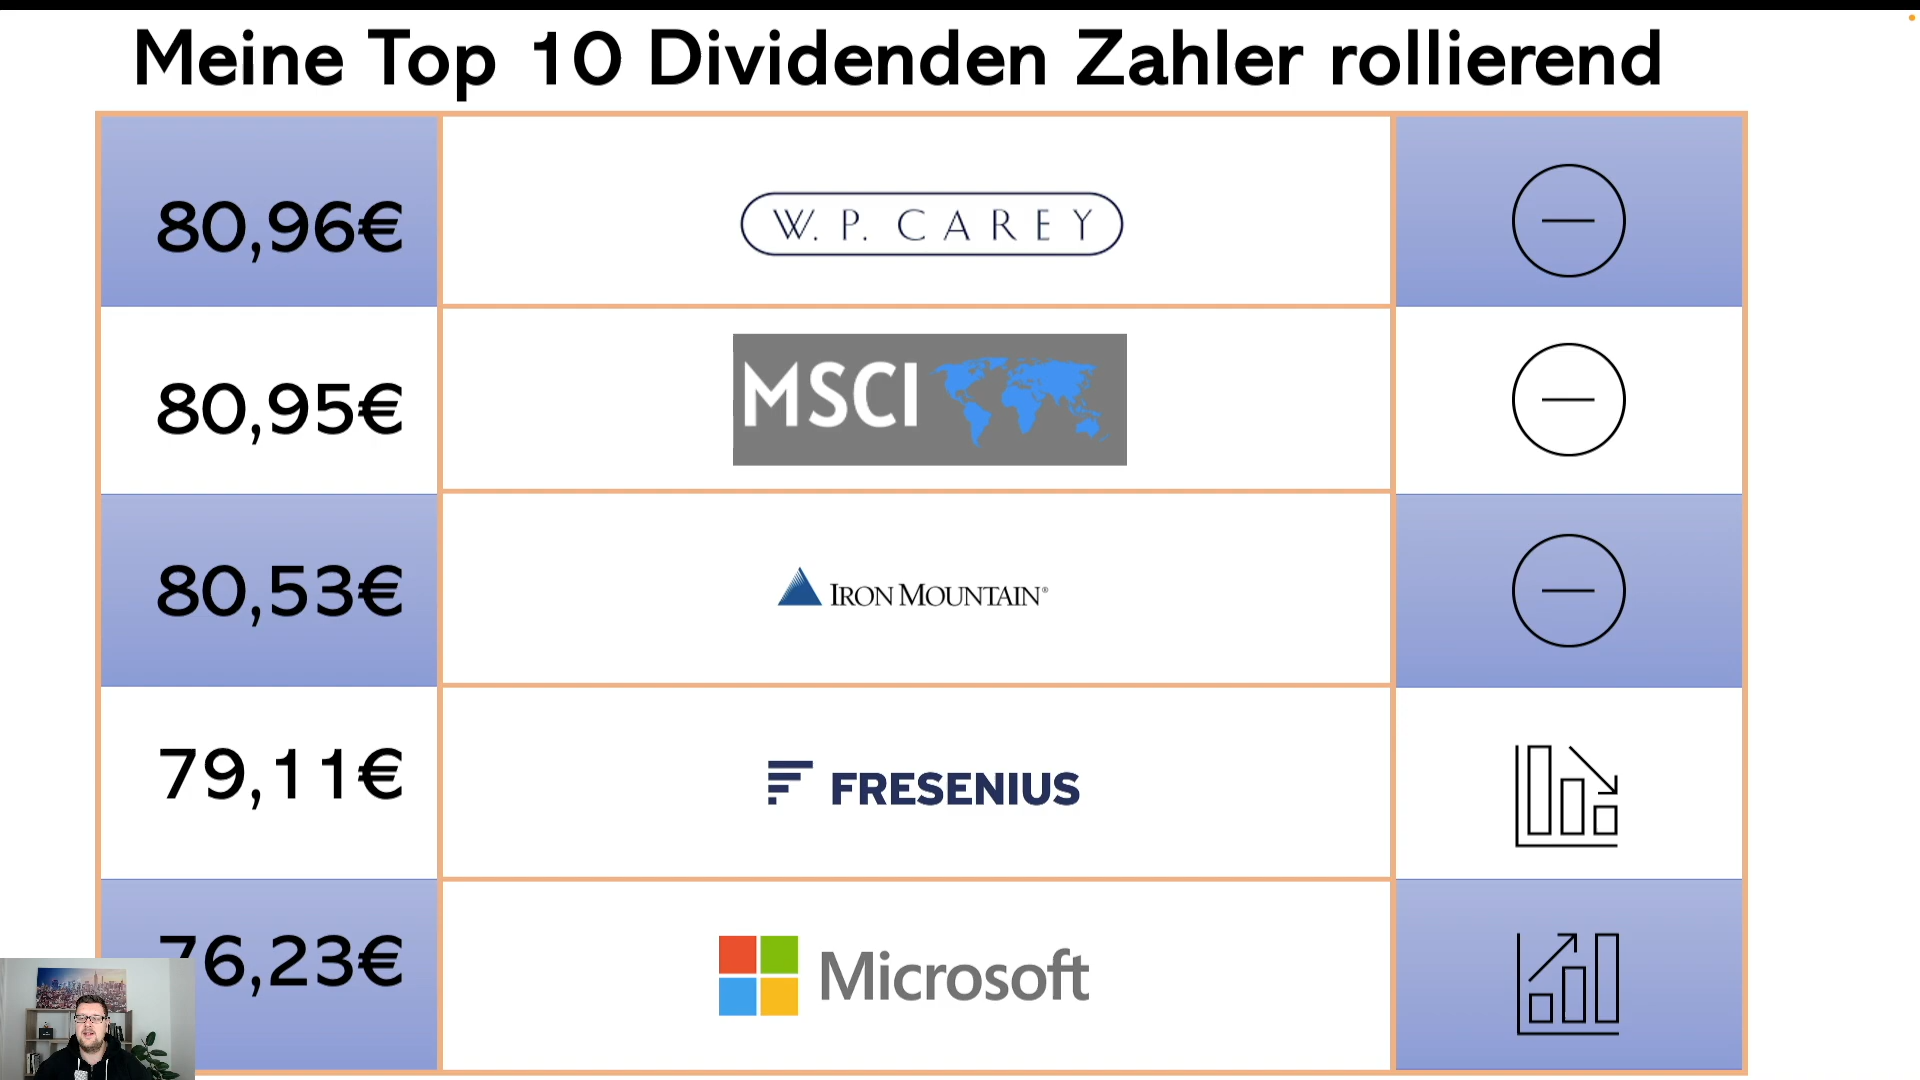 Meine Top 10 Dividenden Zahler rollierend
80,96€
W. P. CAREY
80,95€
MSCI
80,53€
IRON MOUNTAIN®
79,11€
FRESENIUS
76,23€
Microsoft